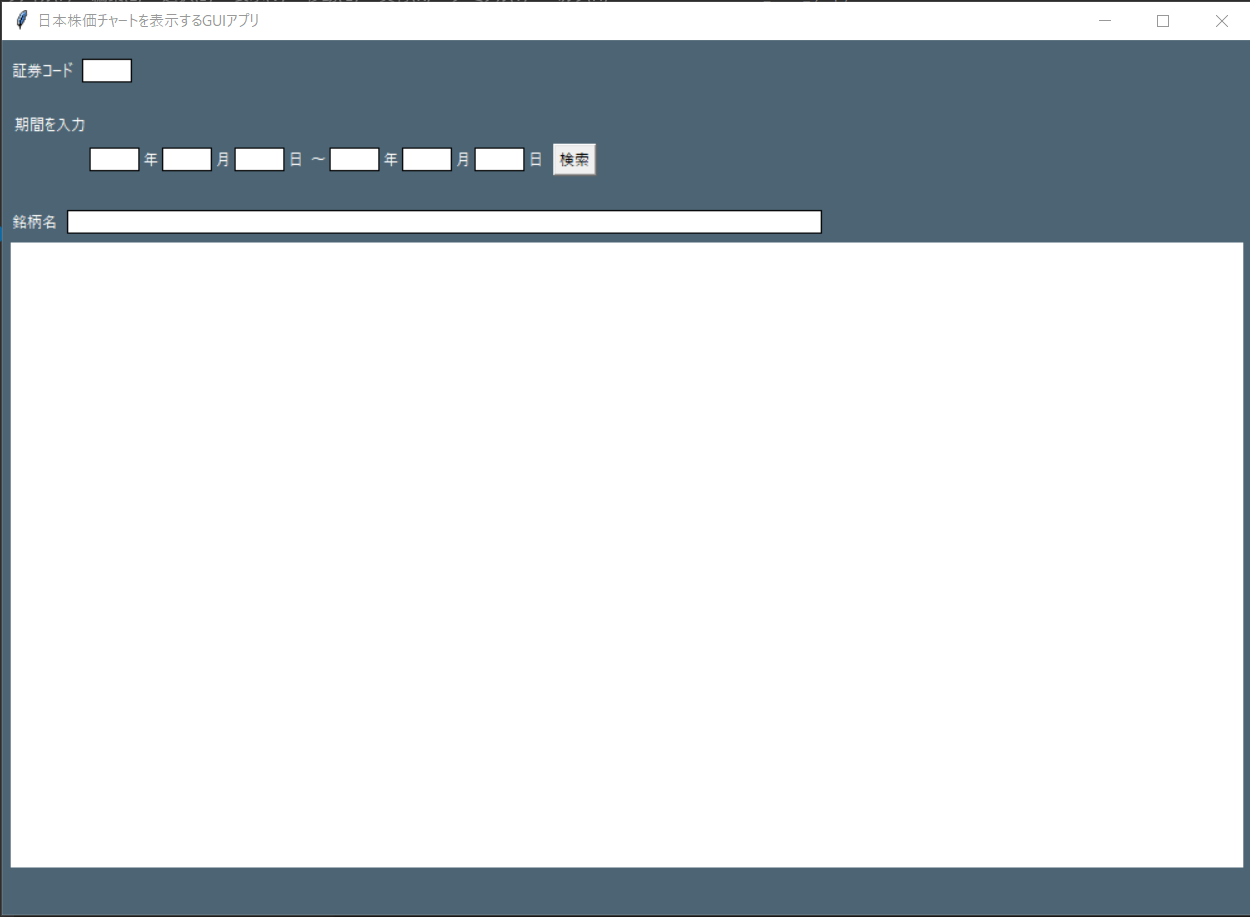 日本株価チャートを表示するGUIアプリ
証券コード
期間を入力
年 月 日 ～ 年 月 日 検索
銘柄名